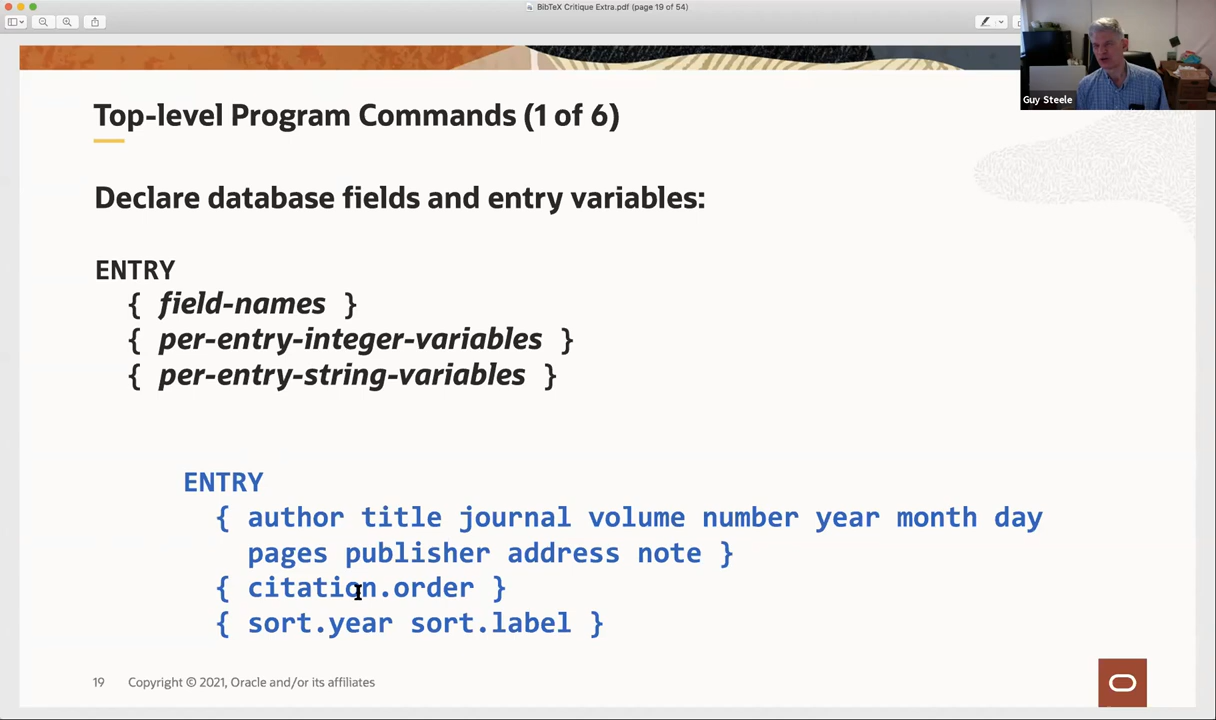 BibTeX Critique Extra.pdf (page 19 of 54)
Guy Steele
Top-level Program Commands (1 of 6)
Declare database fields and entry variables:
ENTRY
{ field-names }
{ per-entry-integer-variables }
{ per-entry-string-variables }
ENTRY
{ author title journal volume number year month day
pages publisher address note }
{ citation.order }
{ sort.year sort.label }
19 Copyright © 2021, Oracle and/or its affiliates